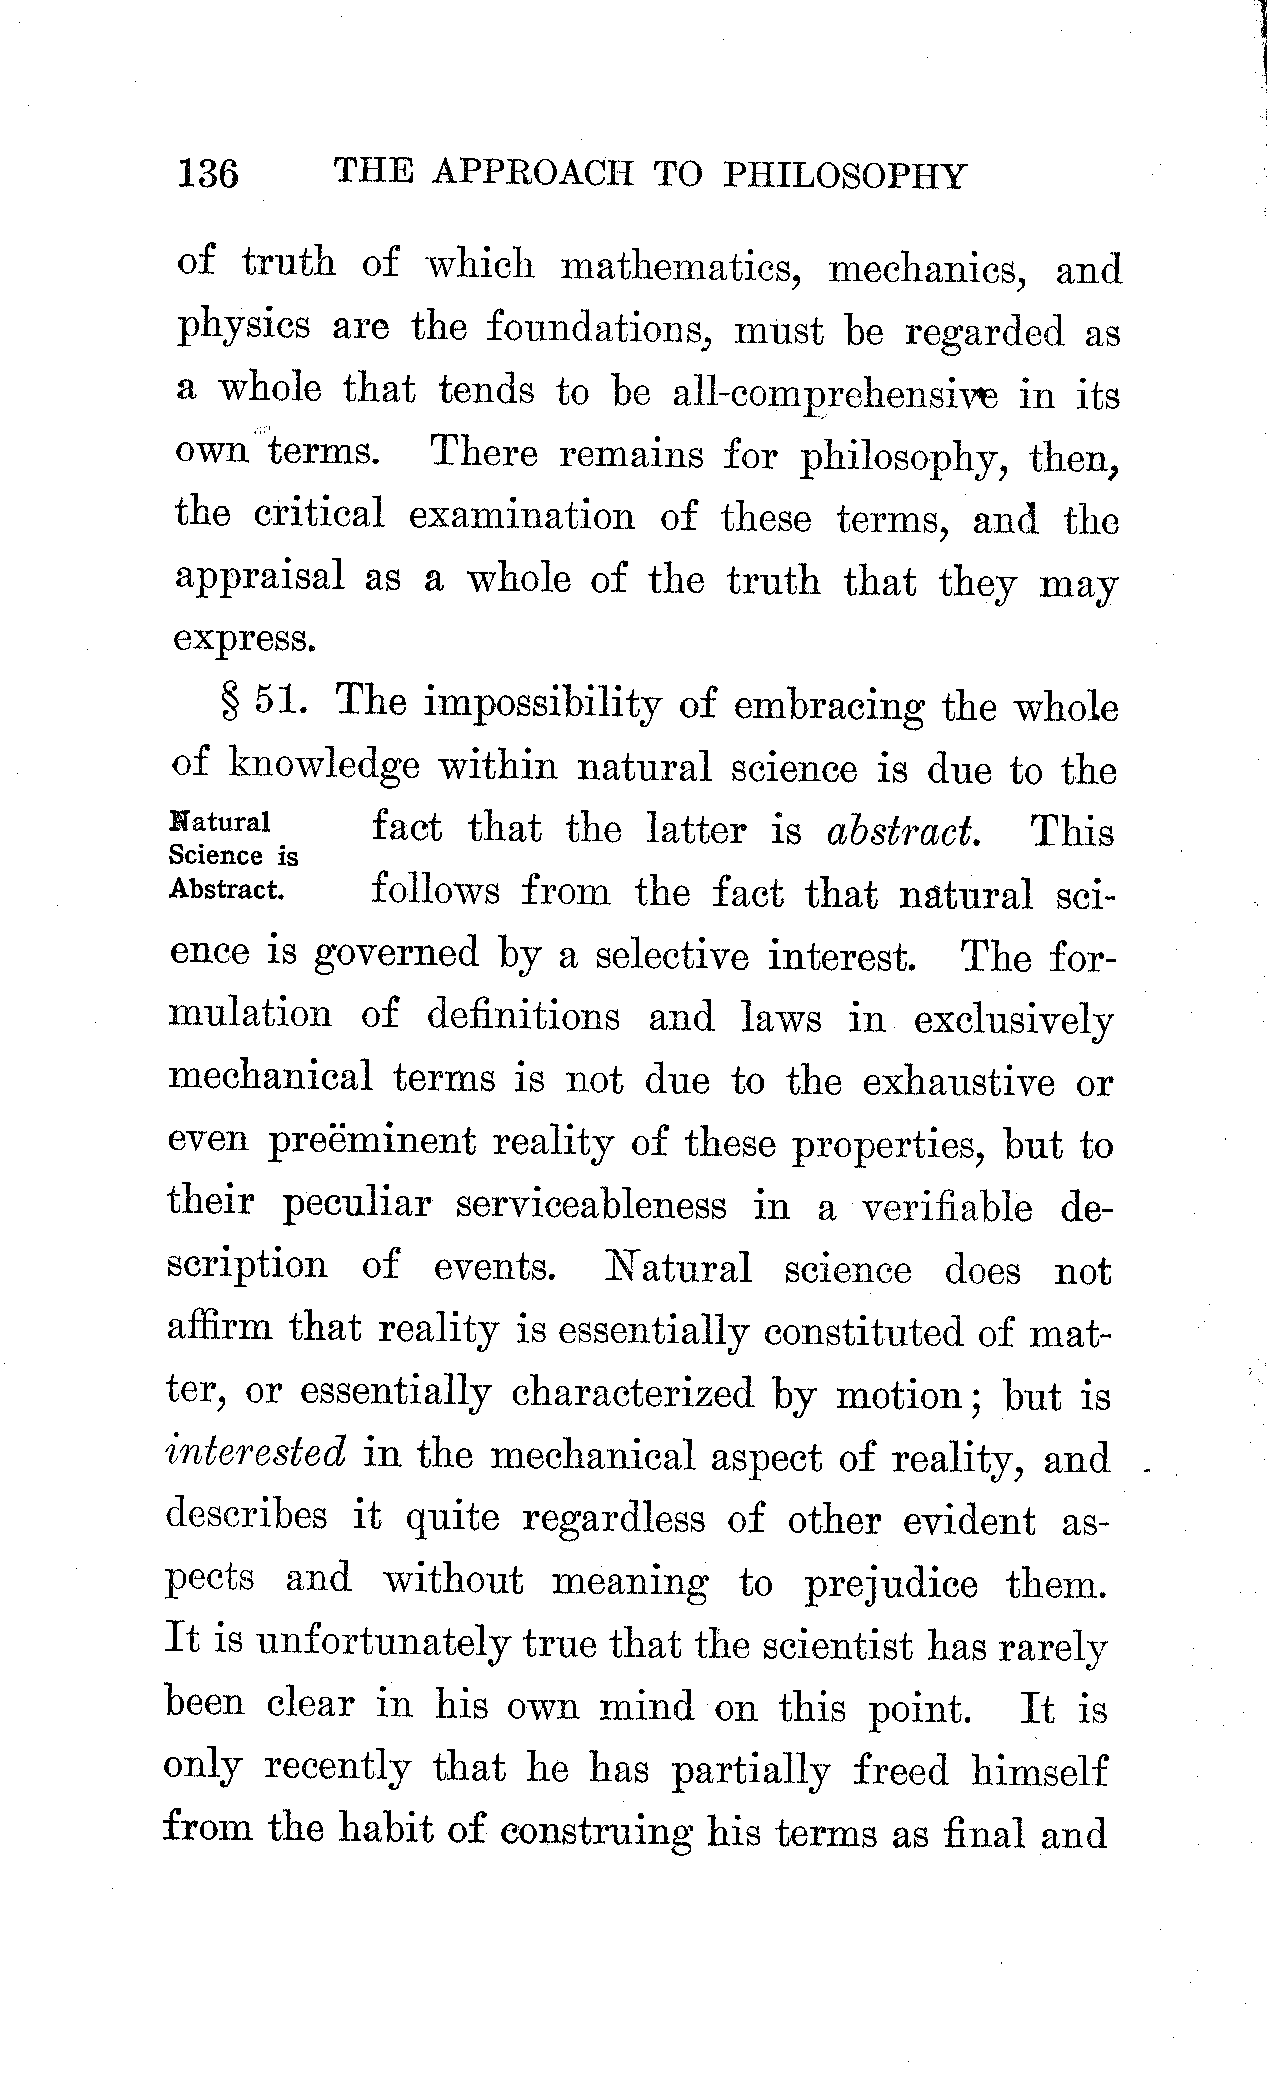 136 THE APPROACH TO PHILOSOPHY
of truth of which mathematics, mechanics, and
physics are the foundations, must be regarded as
a whole that tends to be all-comprehensive in its
own terms. There remains for philosophy, then,
the critical examination of these terms, and the
appraisal as a whole of the truth that they may
express.
§ 51. The impossibility of embracing the whole
of knowledge within natural science is due to the
Natural
Science is
Abstract.
fact that the latter is abstract. This
follows from the fact that natural sci-
ence is governed by a selective interest. The for-
mulation of definitions and laws in exclusively
mechanical terms is not due to the exhaustive or
even preëminent reality of these properties, but to
their peculiar serviceableness in a verifiable de-
scription of events. Natural science does not
affirm that reality is essentially constituted of mat-
ter, or essentially characterized by motion; but is
interested in the mechanical aspect of reality, and
describes it quite regardless of other evident as-
pects and without meaning to prejudice them.
It is unfortunately true that the scientist has rarely
been clear in his own mind on this point. It is
only recently that he has partially freed himself
from the habit of construing his terms as final and